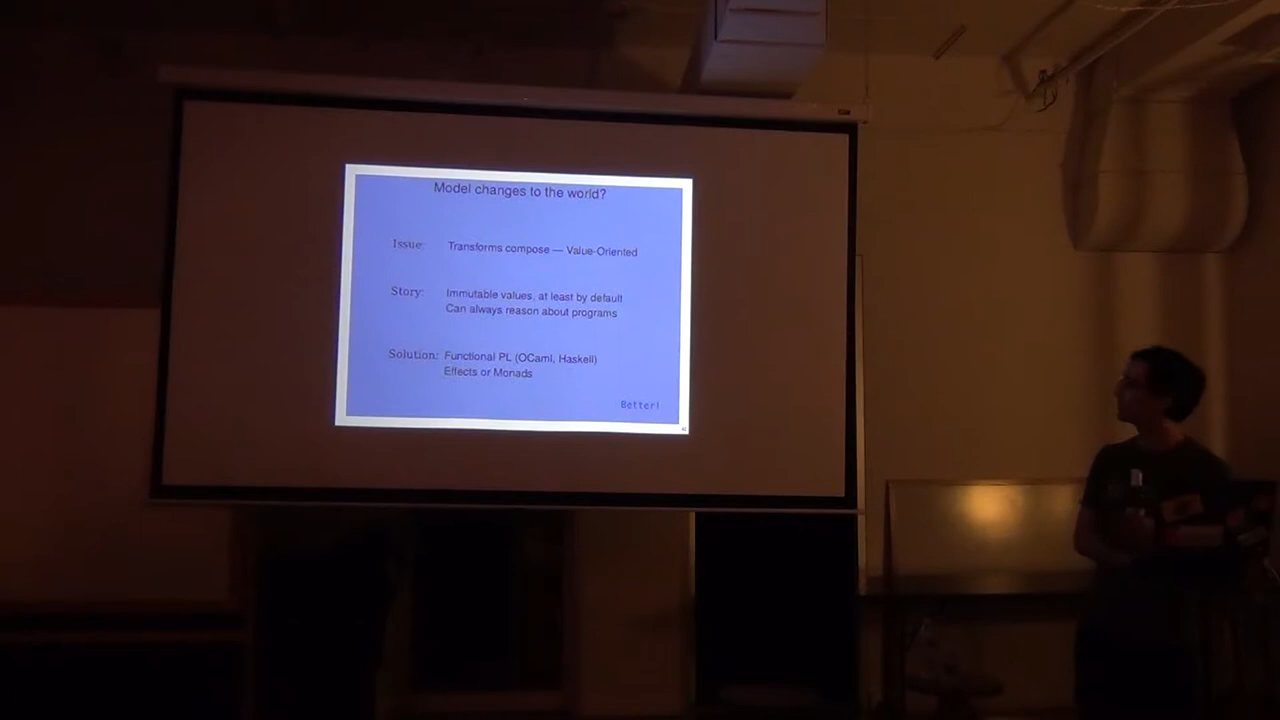 Model changes to the world?
Issue: Transforms compose — Value-Oriented
Story: Immutable values, at least by default
Can always reason about programs
Solution: Functional PL (OCaml, Haskell)
Effects or Monads
Better!